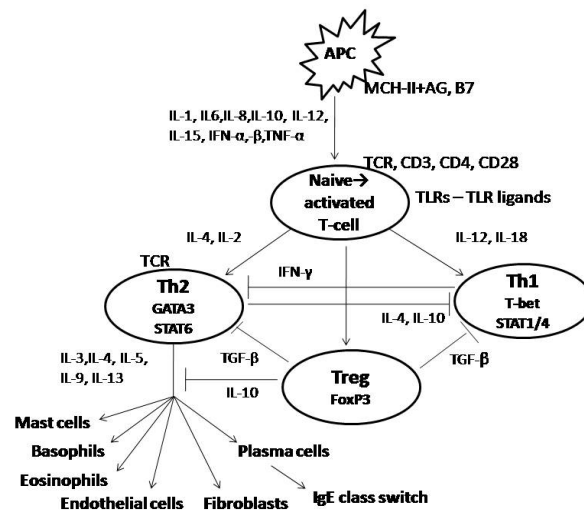 APC
MCH-II+AG, B7
IL-1, IL6,IL-8,IL-10, IL-12,
IL-15, IFN-α,-β,TNF-α
TCR, CD3, CD4, CD28
Naive→
activated
T-cell
TLRs – TLR ligands
IL-4, IL-2
IL-12, IL-18
TCR
Th2
GATA3
STAT6
IFN-γ
Th1
T-bet
STAT1/4
IL-4, IL-10
IL-3,IL-4, IL-5,
IL-9, IL-13
TGF-β
TGF-β
Treg
FoxP3
IL-10
Mast cells
Basophils
Eosinophils
Endothelial cells
Fibroblasts
Plasma cells
IgE class switch